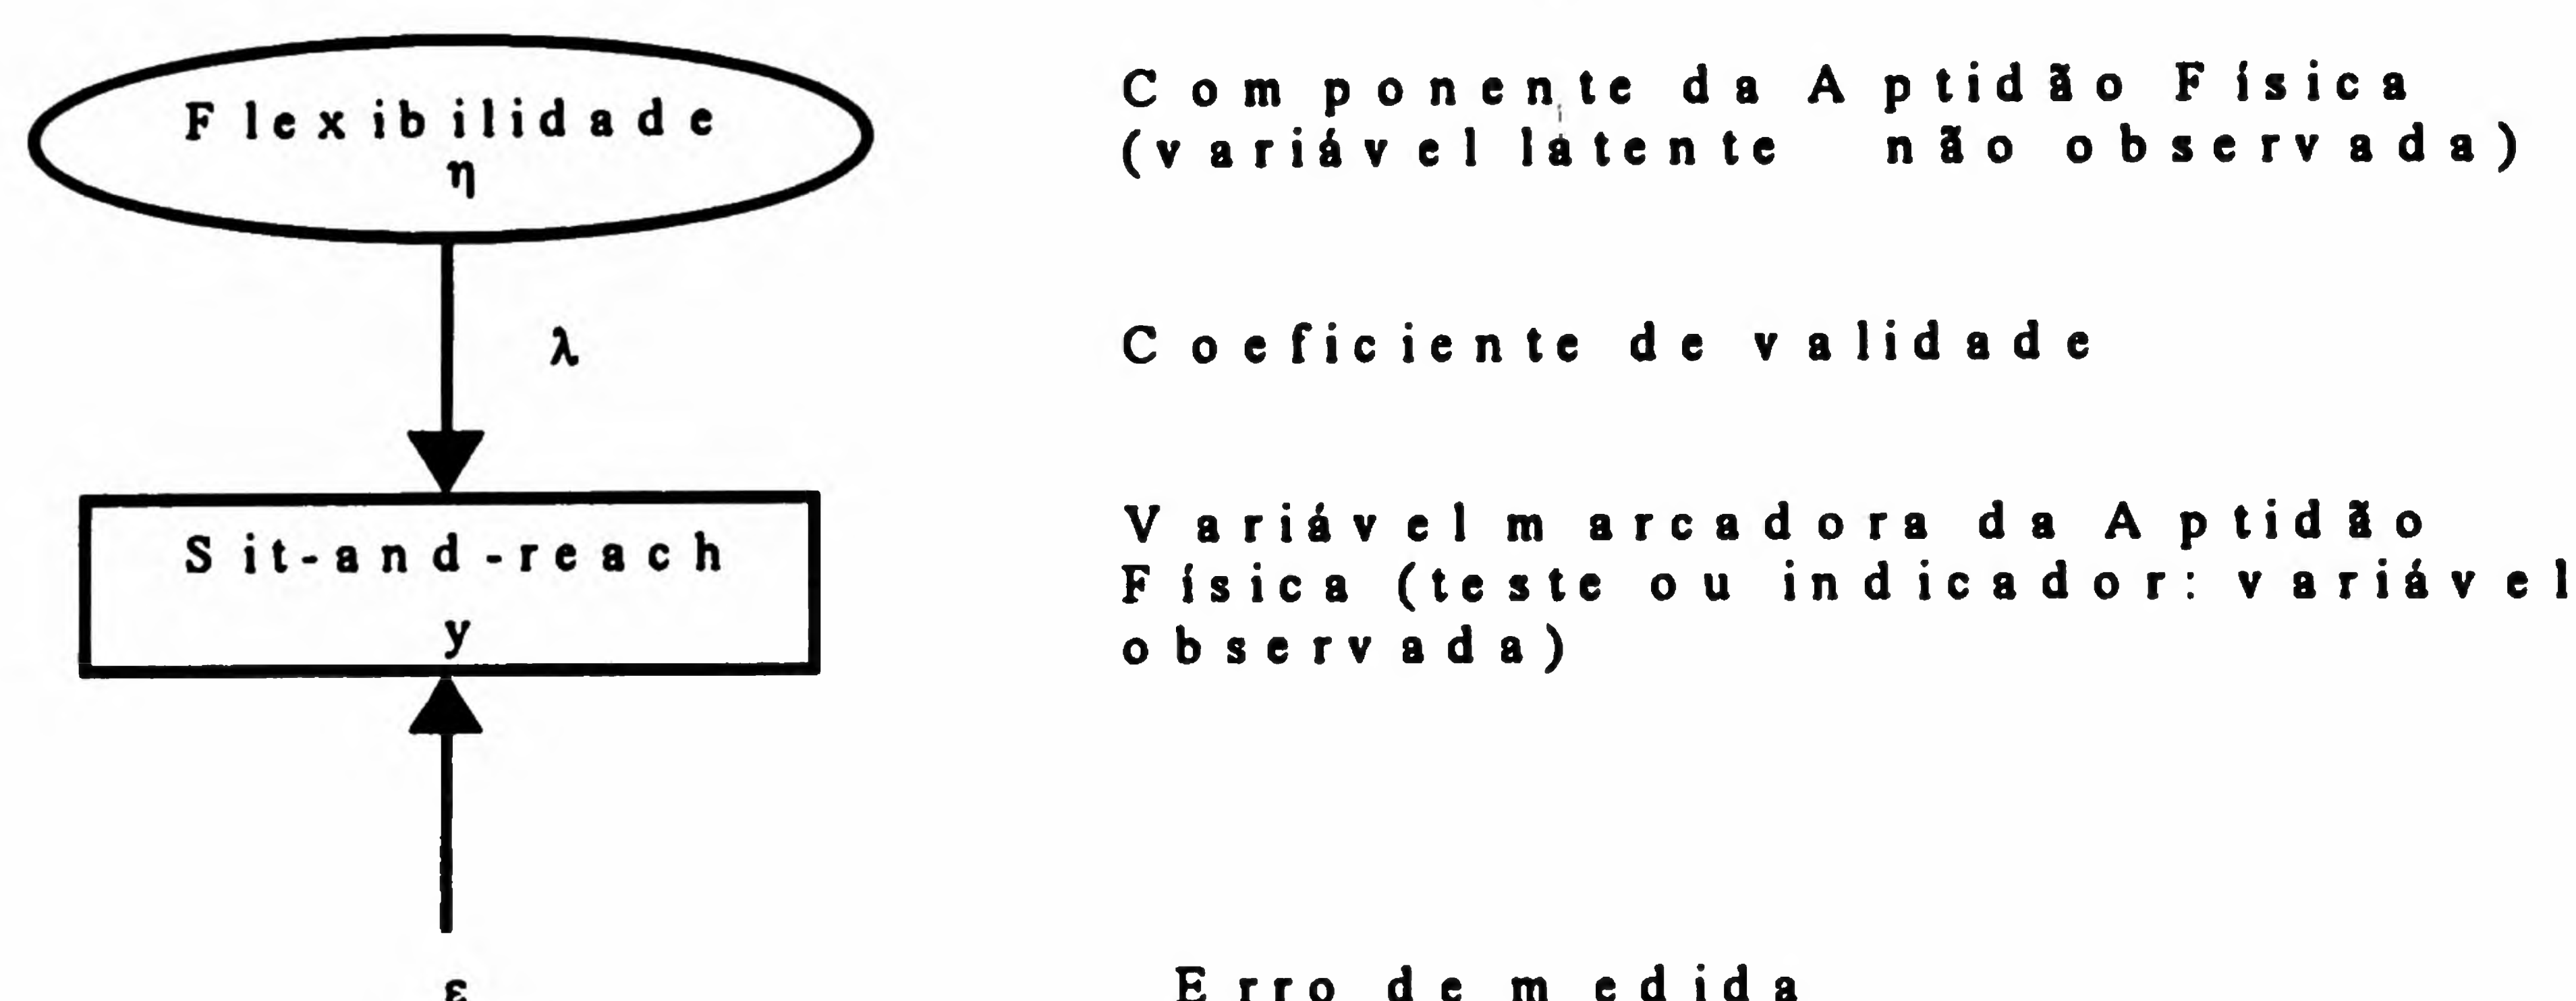 Flexibilidade
η
Componente da Aptidão Física
(variável latente não observada)
λ
Coeficiente de validade
Sit-and-reach
y
Variável marcadora da Aptidão
Física (teste ou indicador: variável
observada)
ε
Erro de medida